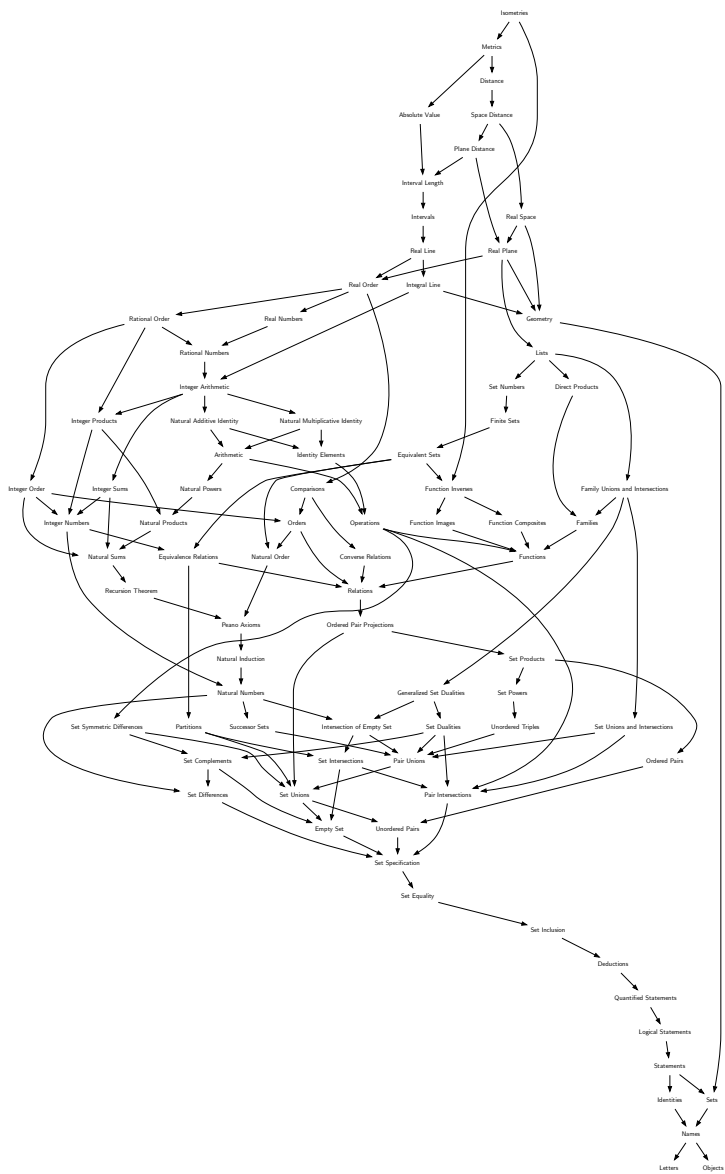 Isometries
Metrics
Distance
Absolute Value
Space Distance
Plane Distance
Interval Length
Intervals
Real Space
Real Line
Real Plane
Real Order
Integral Line
Rational Order
Real Numbers
Geometry
Rational Numbers
Lists
Integer Arithmetic
Set Numbers
Direct Products
Integer Products
Natural Additive Identity
Natural Multiplicative Identity
Finite Sets
Arithmetic
Identity Elements
Equivalent Sets
Integer Order
Integer Sums
Natural Powers
Comparisons
Function Inverses
Family Unions and Intersections
Integer Numbers
Natural Products
Orders
Operations
Function Images
Function Composites
Families
Natural Sums
Equivalence Relations
Natural Order
Converse Relations
Functions
Recursion Theorem
Relations
Peano Axioms
Ordered Pair Projections
Natural Induction
Set Products
Natural Numbers
Generalized Set Dualities
Set Powers
Set Symmetric Differences
Partitions
Successor Sets
Intersection of Empty Set
Set Dualities
Unordered Triples
Set Unions and Intersections
Set Complements
Set Intersections
Pair Unions
Ordered Pairs
Set Differences
Set Unions
Pair Intersections
Empty Set
Unordered Pairs
Set Specification
Set Equality
Set Inclusion
Deductions
Quantified Statements
Logical Statements
Statements
Identities
Sets
Names
Letters
Objects